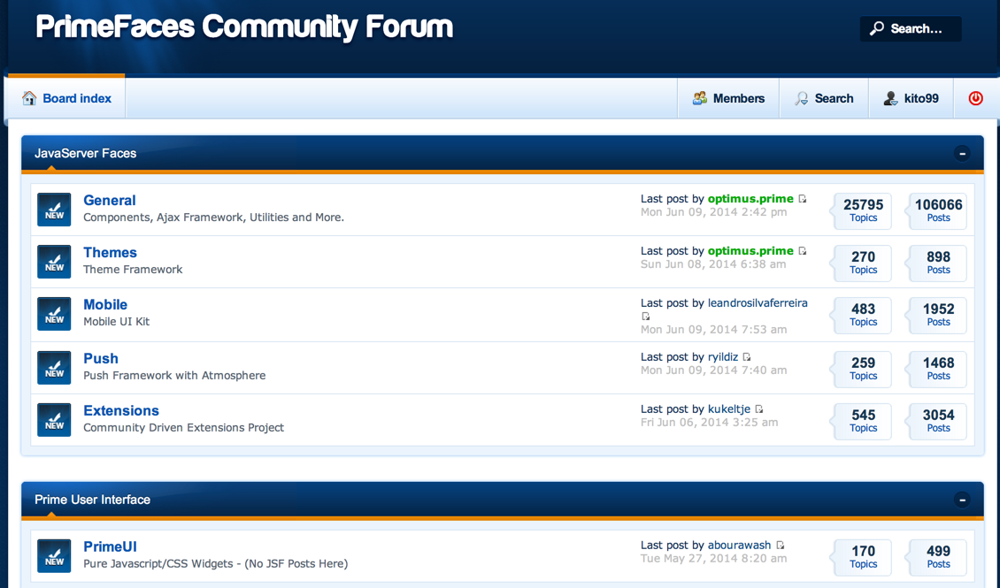 PrimeFaces Community Forum
Search...
Board index
Members
Search
kito99
JavaServer Faces
NEW
General
Components, Ajax Framework, Utilities and More.
Last post by optimus.prime
Mon Jun 09, 2014 2:42 pm
25795
Topics
106066
Posts
NEW
Themes
Theme Framework
Last post by optimus.prime
Sun Jun 08, 2014 6:38 am
270
Topics
898
Posts
NEW
Mobile
Mobile UI Kit
Last post by leandrosilvaferreira
Mon Jun 09, 2014 7:53 am
483
Topics
1952
Posts
NEW
Push
Push Framework with Atmosphere
Last post by ryildiz
Mon Jun 09, 2014 7:40 am
259
Topics
1468
Posts
NEW
Extensions
Community Driven Extensions Project
Last post by kukeltje
Fri Jun 06, 2014 3:25 am
545
Topics
3054
Posts
Prime User Interface
NEW
PrimeUI
Pure Javascript/CSS Widgets - (No JSF Posts Here)
Last post by abourawash
Tue May 27, 2014 8:20 am
170
Topics
499
Posts